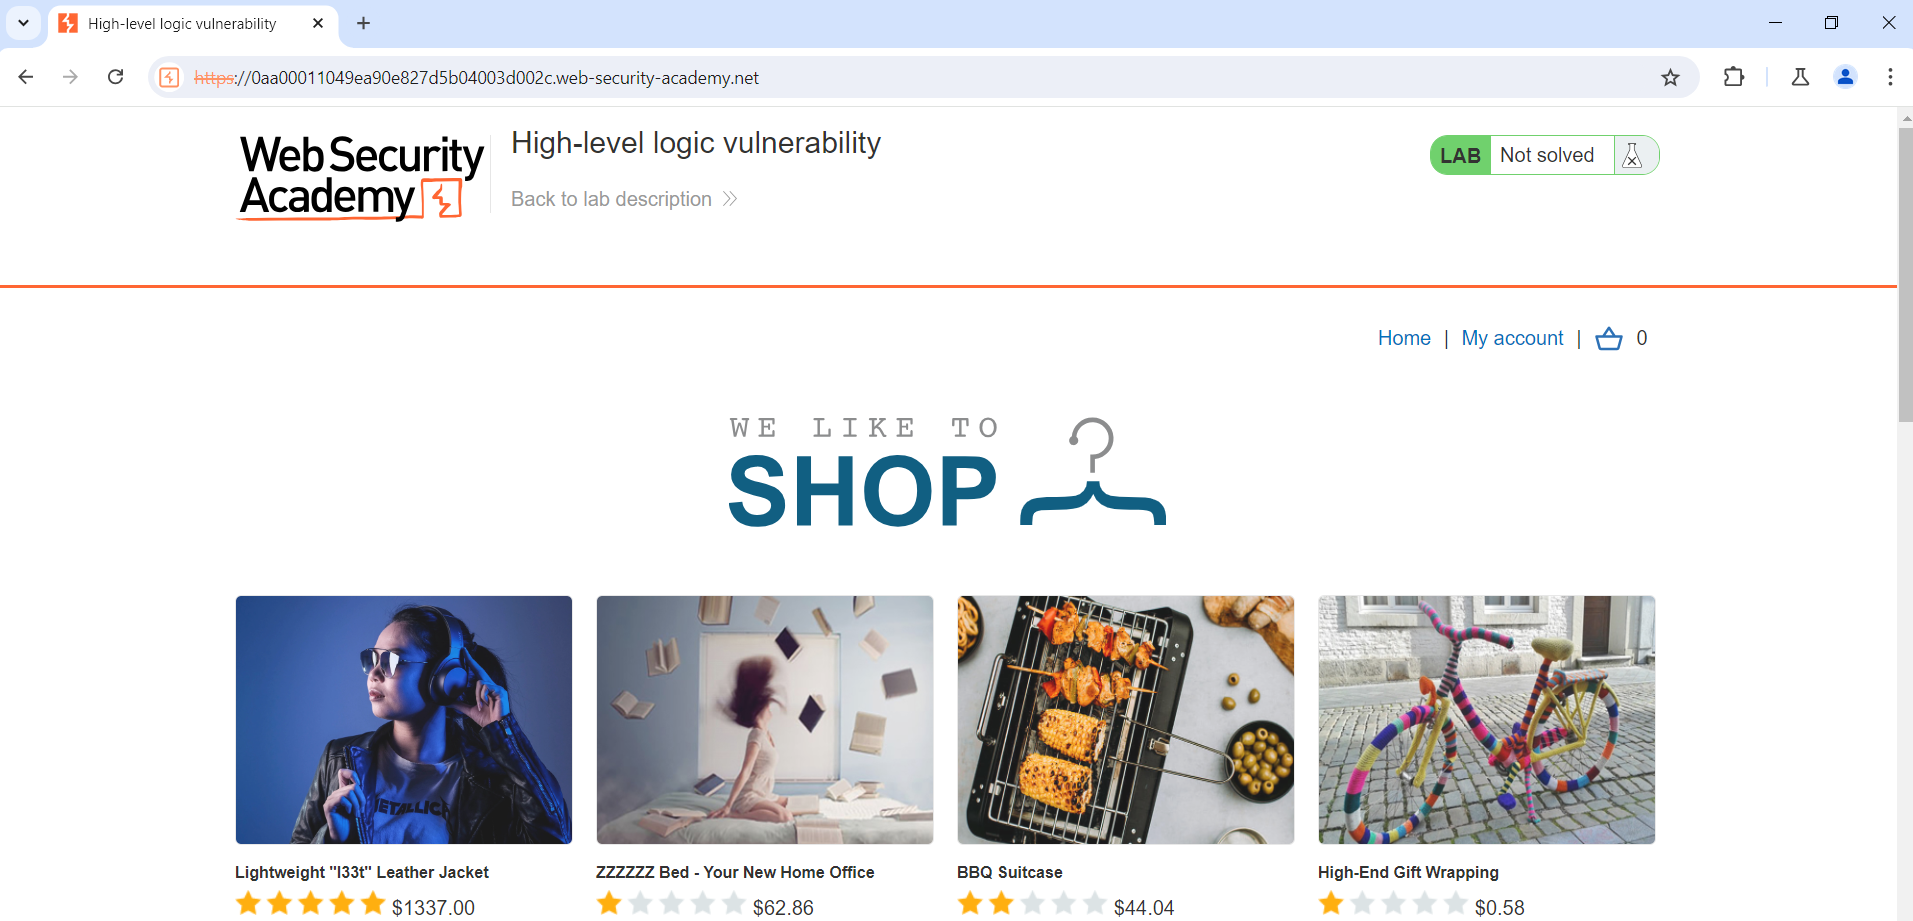 High-level logic vulnerability
https://0aa00011049ea90e827d5b04003d002c.web-security-academy.net
Web Security
Academy
High-level logic vulnerability
Back to lab description
LAB Not solved
Home | My account | 0
WE LIKE TO
SHOP
METALLICA
Lightweight "l33t" Leather Jacket
$1337.00
ZZZZZZ Bed - Your New Home Office
$62.86
BBQ Suitcase
$44.04
High-End Gift Wrapping
$0.58